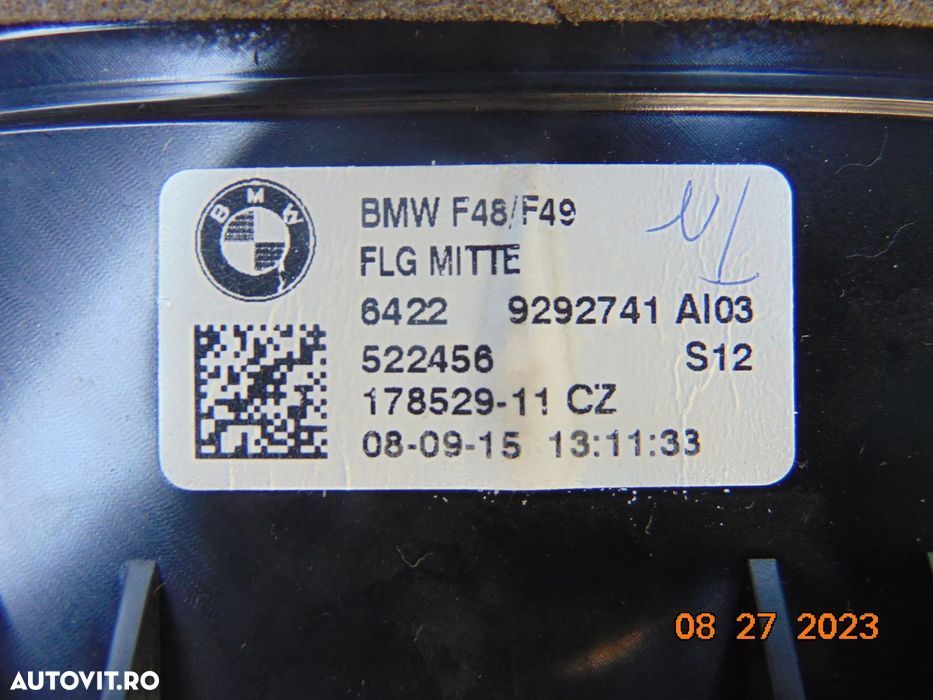 BMW
BMW F48/F49
FLG MITTE
6422 9292741 AI03
522456 S12
178529-11 CZ
08-09-15 13:11:33
08 27 2023
AUTOVIT.RO